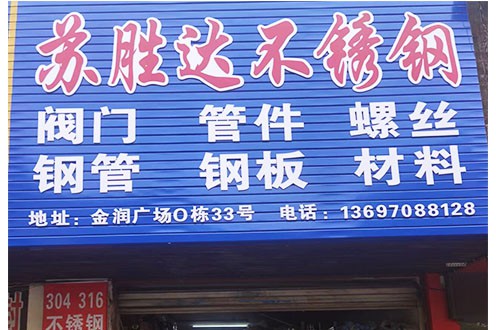 苏胜达不锈钢
阀门 管件 螺丝
钢管 钢板 材料
地址：金润广场O栋33号 电话：13697088128
304 316
不锈钢